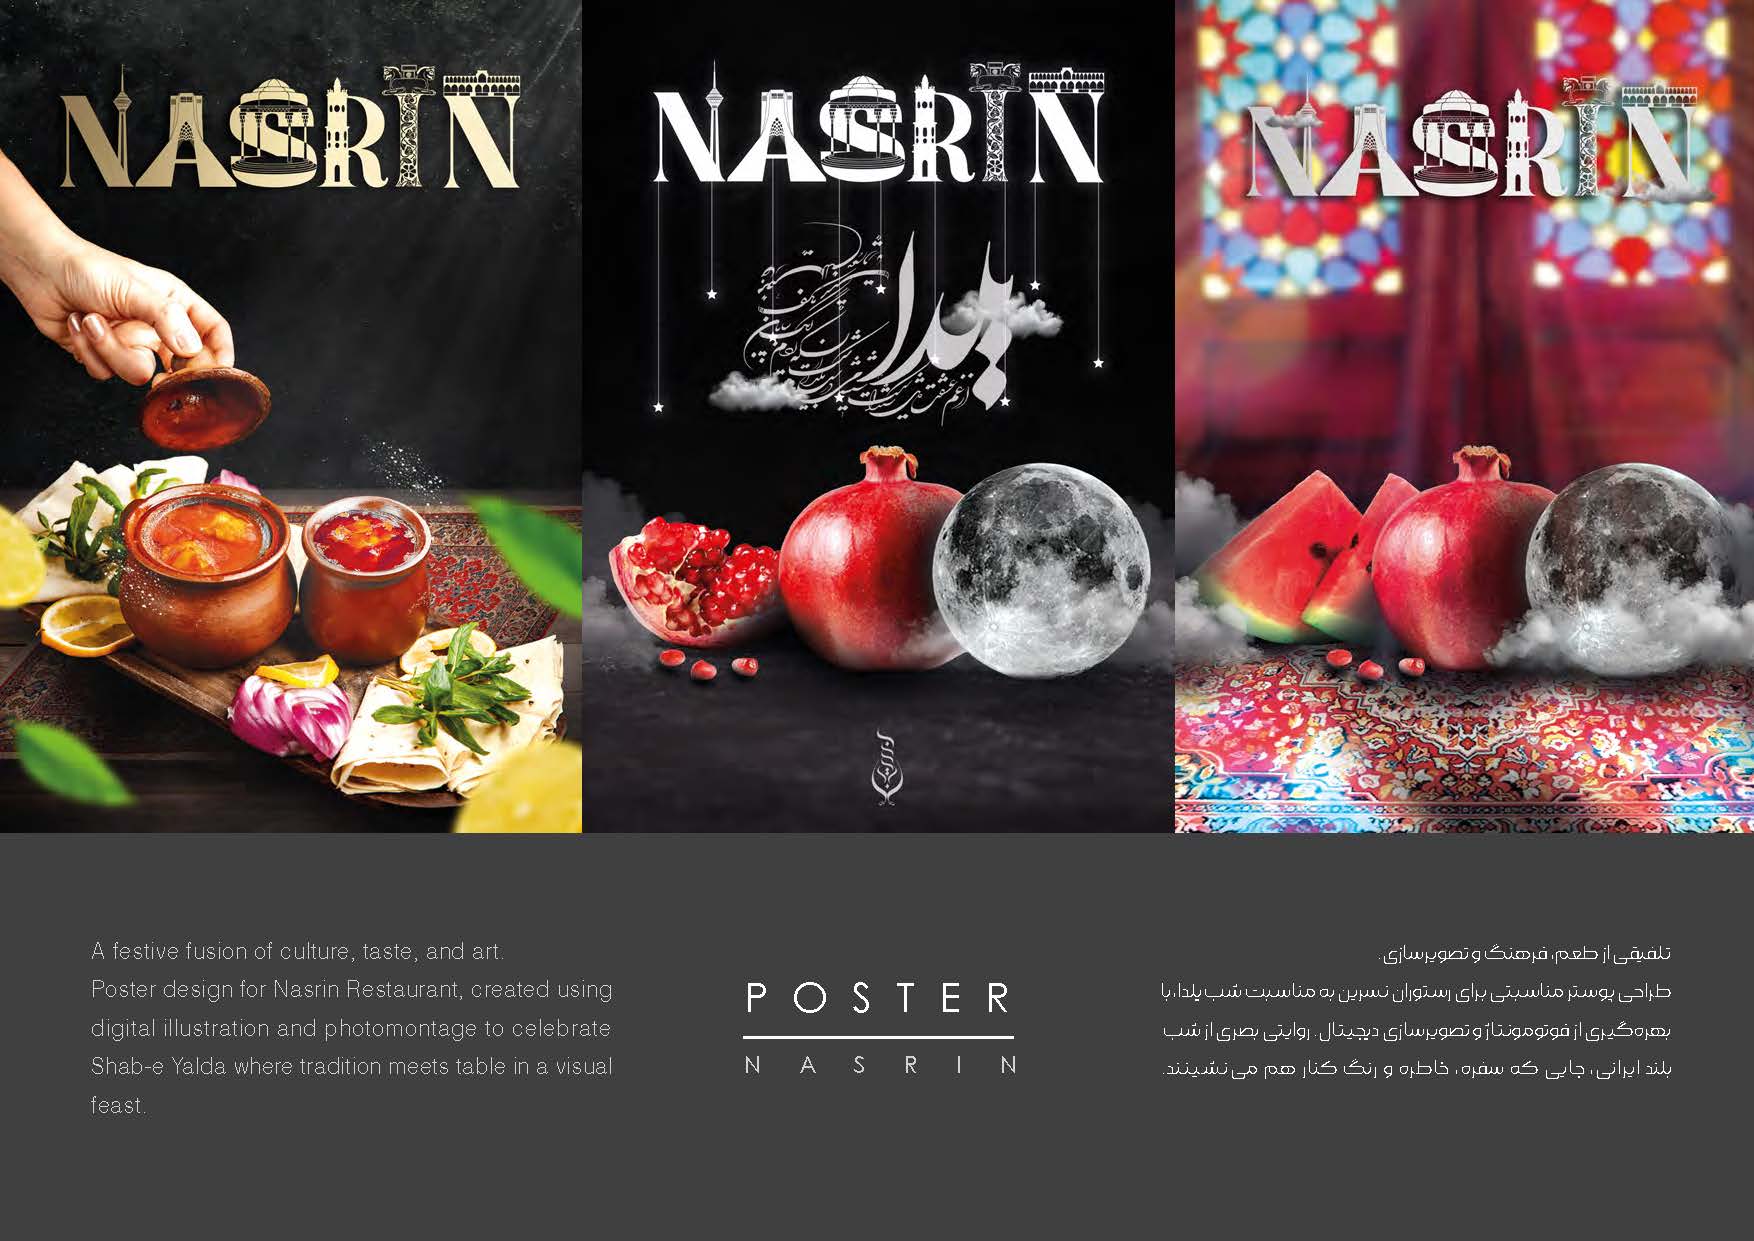 NASRIN
NASRIN
NASRIN
یلدا
A festive fusion of culture, taste, and art.
Poster design for Nasrin Restaurant, created using
digital illustration and photomontage to celebrate
Shab-e Yalda where tradition meets table in a visual
feast.
POSTER
NASRIN
تلفیقی از طعم، فرهنگ و تصویرسازی.
طراحی پوستر مناسبتی برای رستوران نسرین به مناسبت شب یلدا، با
بهره‌گیری از فوتومونتاژ و تصویرسازی دیجیتال. روایتی بصری از شب
بلند ایرانی، جایی که سفره، خاطره و رنگ کنار هم می‌نشینند.